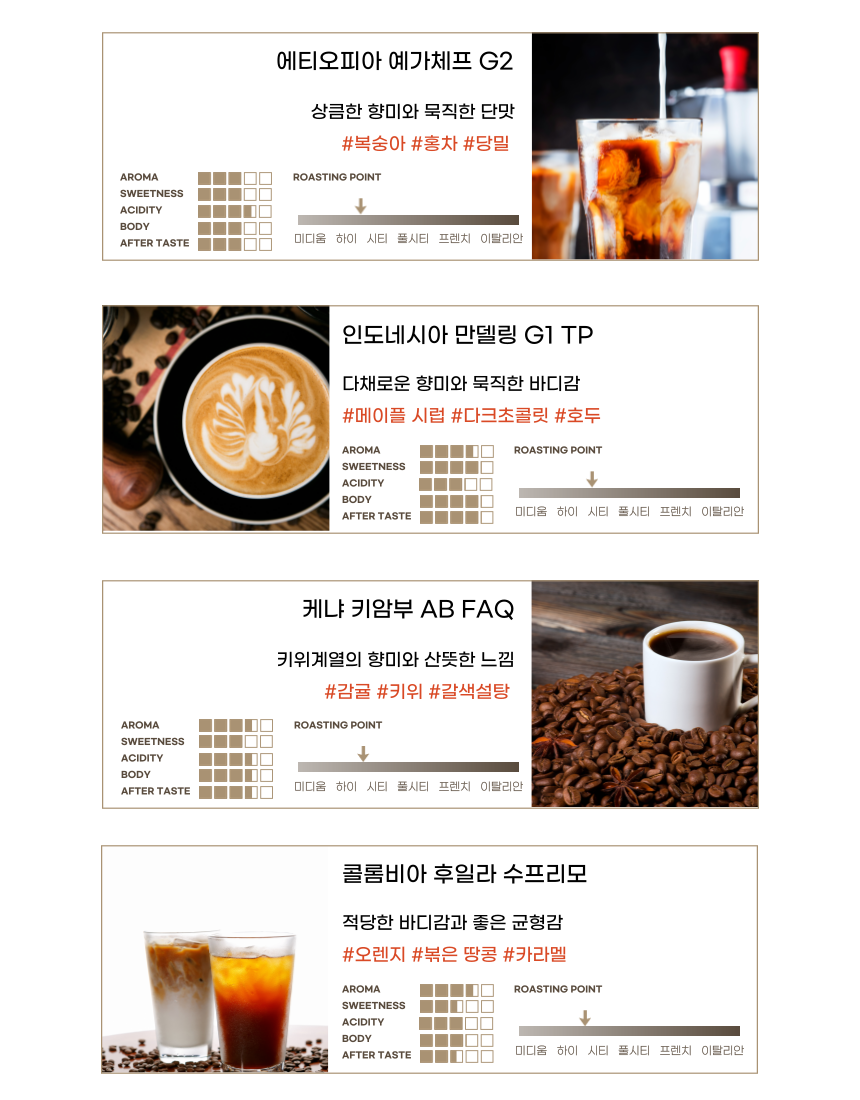 에티오피아 예가체프 G2
상큼한 향미와 묵직한 단맛
#복숭아 #홍차 #당밀
AROMA
SWEETNESS
ACIDITY
BODY
AFTER TASTE
ROASTING POINT
미디움 하이 시티 풀시티 프렌치 이탈리안
인도네시아 만델링 G1 TP
다채로운 향미와 묵직한 바디감
#메이플 시럽 #다크초콜릿 #호두
AROMA
SWEETNESS
ACIDITY
BODY
AFTER TASTE
ROASTING POINT
미디움 하이 시티 풀시티 프렌치 이탈리안
케냐 키암부 AB FAQ
키위계열의 향미와 산뜻한 느낌
#감귤 #키위 #갈색설탕
AROMA
SWEETNESS
ACIDITY
BODY
AFTER TASTE
ROASTING POINT
미디움 하이 시티 풀시티 프렌치 이탈리안
콜롬비아 후일라 수프리모
적당한 바디감과 좋은 균형감
#오렌지 #볶은 땅콩 #카라멜
AROMA
SWEETNESS
ACIDITY
BODY
AFTER TASTE
ROASTING POINT
미디움 하이 시티 풀시티 프렌치 이탈리안